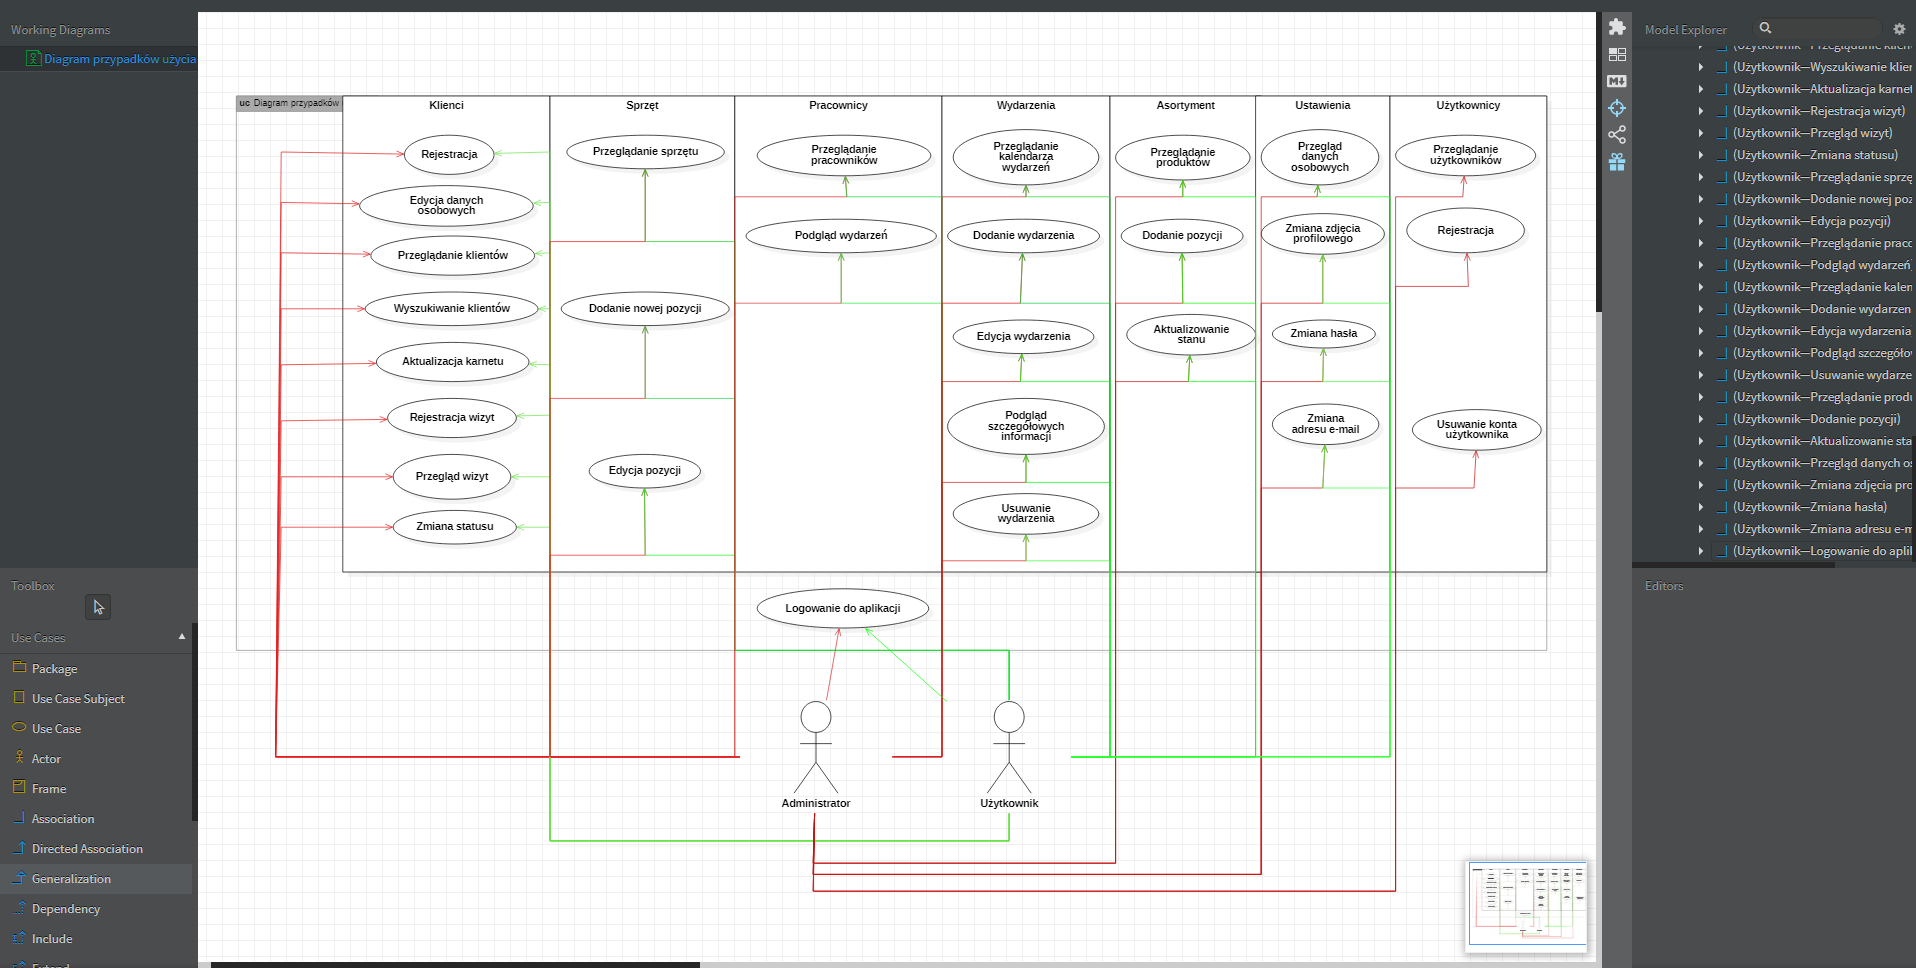 Working Diagrams
Diagram przypadków użycia
Toolbox
Use Cases
Package
Use Case Subject
Use Case
Actor
Frame
Association
Directed Association
Generalization
Dependency
Include
Extend
uc Diagram przypadków
Klienci
Rejestracja
Edycja danych
osobowych
Przeglądanie klientów
Wyszukiwanie klientów
Aktualizacja karnetu
Rejestracja wizyt
Przegląd wizyt
Zmiana statusu
Sprzęt
Przeglądanie sprzętu
Dodanie nowej pozycji
Edycja pozycji
Pracownicy
Przeglądanie
pracowników
Podgląd wydarzeń
Wydarzenia
Przeglądanie
kalendarza
wydarzeń
Dodanie wydarzenia
Edycja wydarzenia
Podgląd
szczegółowych
informacji
Usuwanie
wydarzenia
Asortyment
Przeglądanie
produktów
Dodanie pozycji
Aktualizowanie
stanu
Ustawienia
Przegląd
danych
osobowych
Zmiana zdjęcia
profilowego
Zmiana hasła
Zmiana
adresu e-mail
Użytkownicy
Przeglądanie
użytkowników
Rejestracja
Usuwanie konta
użytkownika
Logowanie do aplikacji
Administrator
Użytkownik
M
Model Explorer
(Użytkownik—Przeglądanie klien
(Użytkownik—Wyszukiwanie klier
(Użytkownik—Aktualizacja karnet
(Użytkownik—Rejestracja wizyt)
(Użytkownik—Przegląd wizyt)
(Użytkownik—Zmiana statusu)
(Użytkownik—Przeglądanie sprzę
(Użytkownik—Dodanie nowej poz
(Użytkownik—Edycja pozycji)
(Użytkownik—Przeglądanie pracc
(Użytkownik—Podgląd wydarzeń)
(Użytkownik—Przeglądanie kalen
(Użytkownik—Dodanie wydarzen
(Użytkownik—Edycja wydarzenia
(Użytkownik—Podgląd szczegóło
(Użytkownik—Usuwanie wydarze
(Użytkownik—Przeglądanie produ
(Użytkownik—Dodanie pozycji)
(Użytkownik—Aktualizowanie sta
(Użytkownik—Przegląd danych o
(Użytkownik—Zmiana zdjęcia pro
(Użytkownik—Zmiana hasła)
(Użytkownik—Zmiana adresu e-m
(Użytkownik—Logowanie do apli
Editors